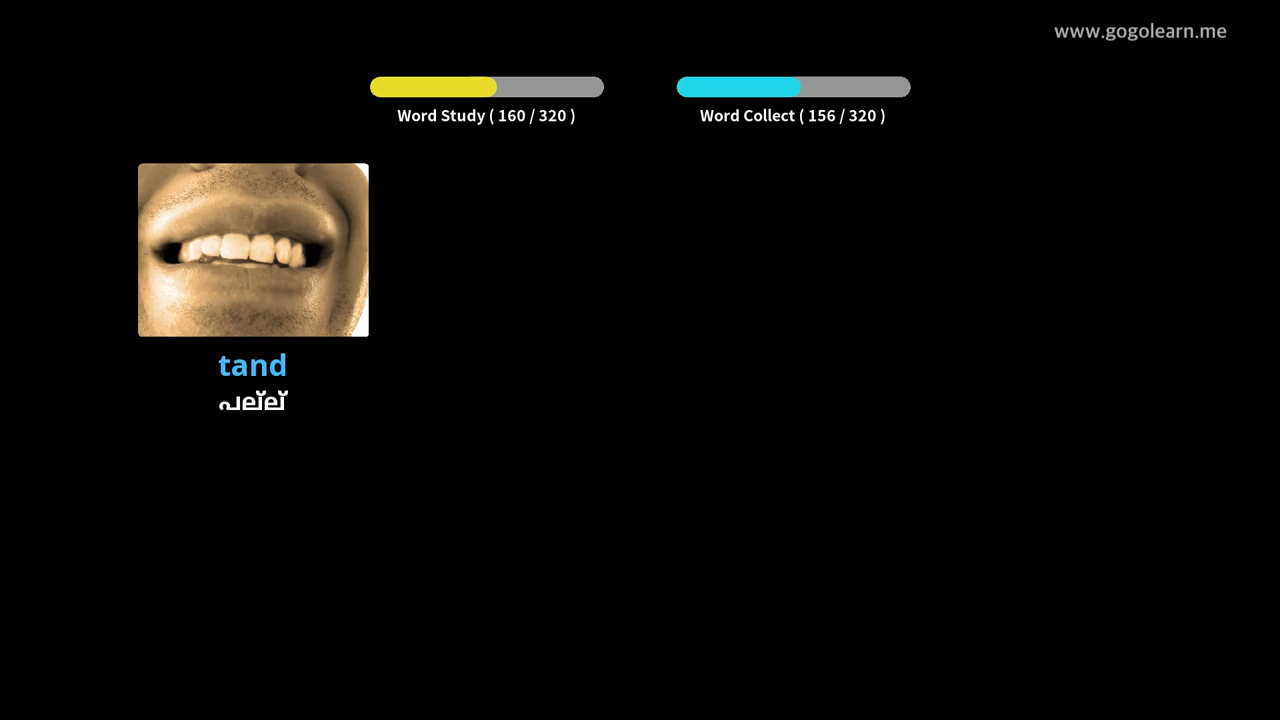 www.gogolearn.me
Word Study ( 160 / 320 )
Word Collect ( 156 / 320 )
tand
പല്ല്